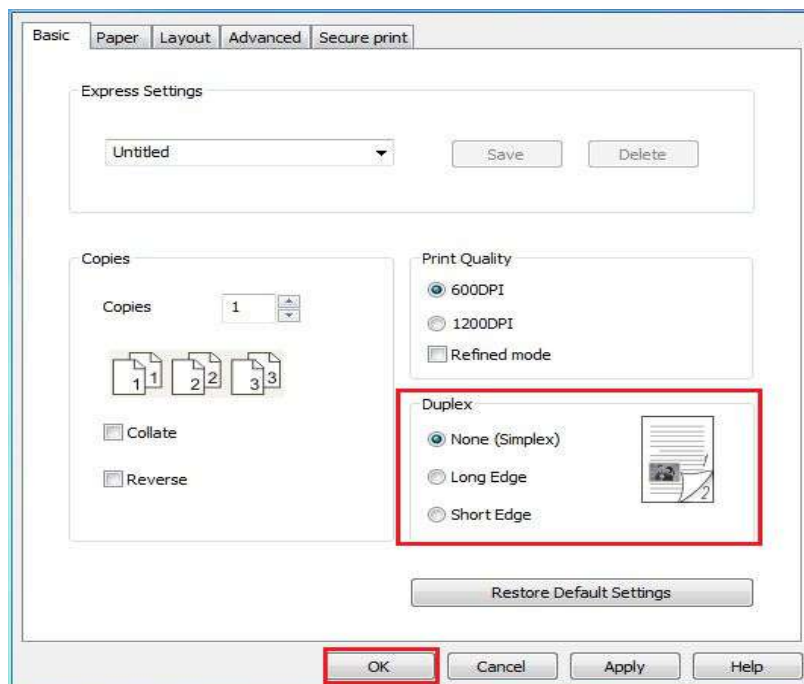 Basic Paper Layout Advanced Secure print
Express Settings
Untitled Save Delete
Copies
Copies 1
1 1 2 2 3 3
Collate
Reverse
Print Quality
600DPI
1200DPI
Refined mode
Duplex
None (Simplex)
Long Edge
Short Edge
1
2
Restore Default Settings
OK Cancel Apply Help